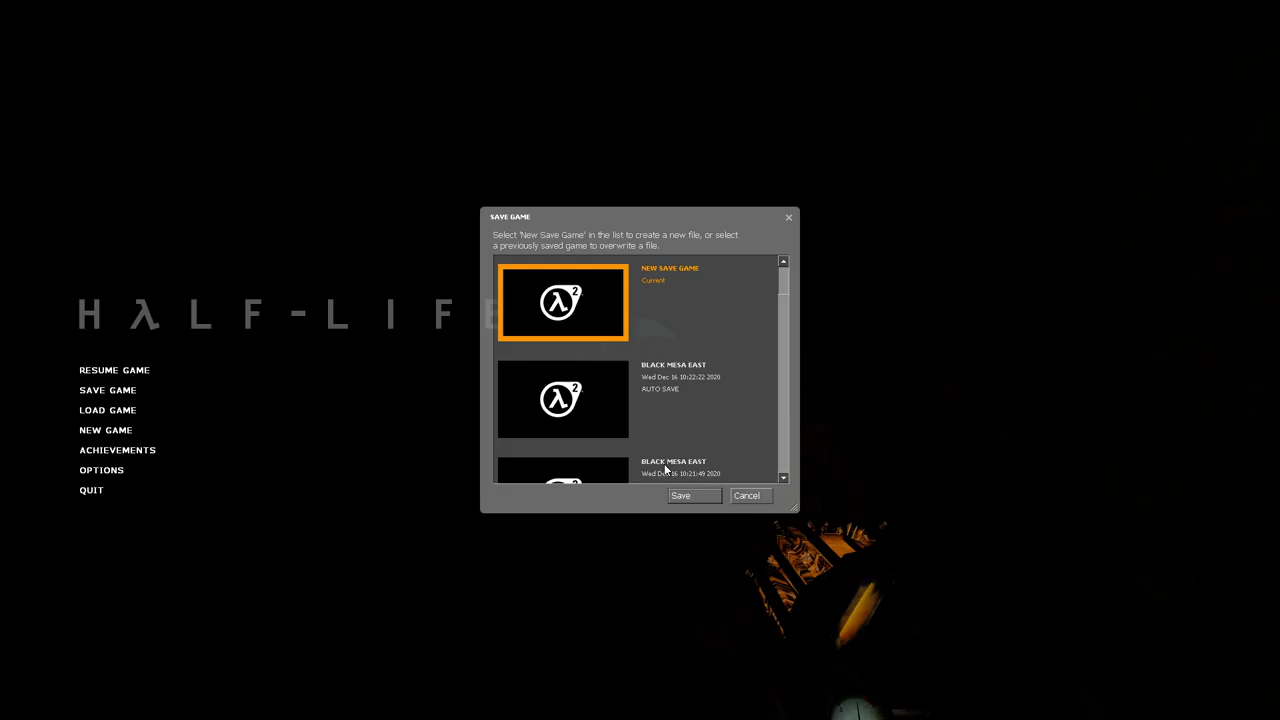 SAVE GAME
Select 'New Save Game' in the list to create a new file, or select
a previously saved game to overwrite a file.
NEW SAVE GAME
Current
BLACK MESA EAST
Wed Dec 16 10:22:22 2020
AUTO SAVE
BLACK MESA EAST
Wed Dec 16 10:21:49 2020
Save
Cancel
HλLF-LIFE
RESUME GAME
SAVE GAME
LOAD GAME
NEW GAME
ACHIEVEMENTS
OPTIONS
QUIT